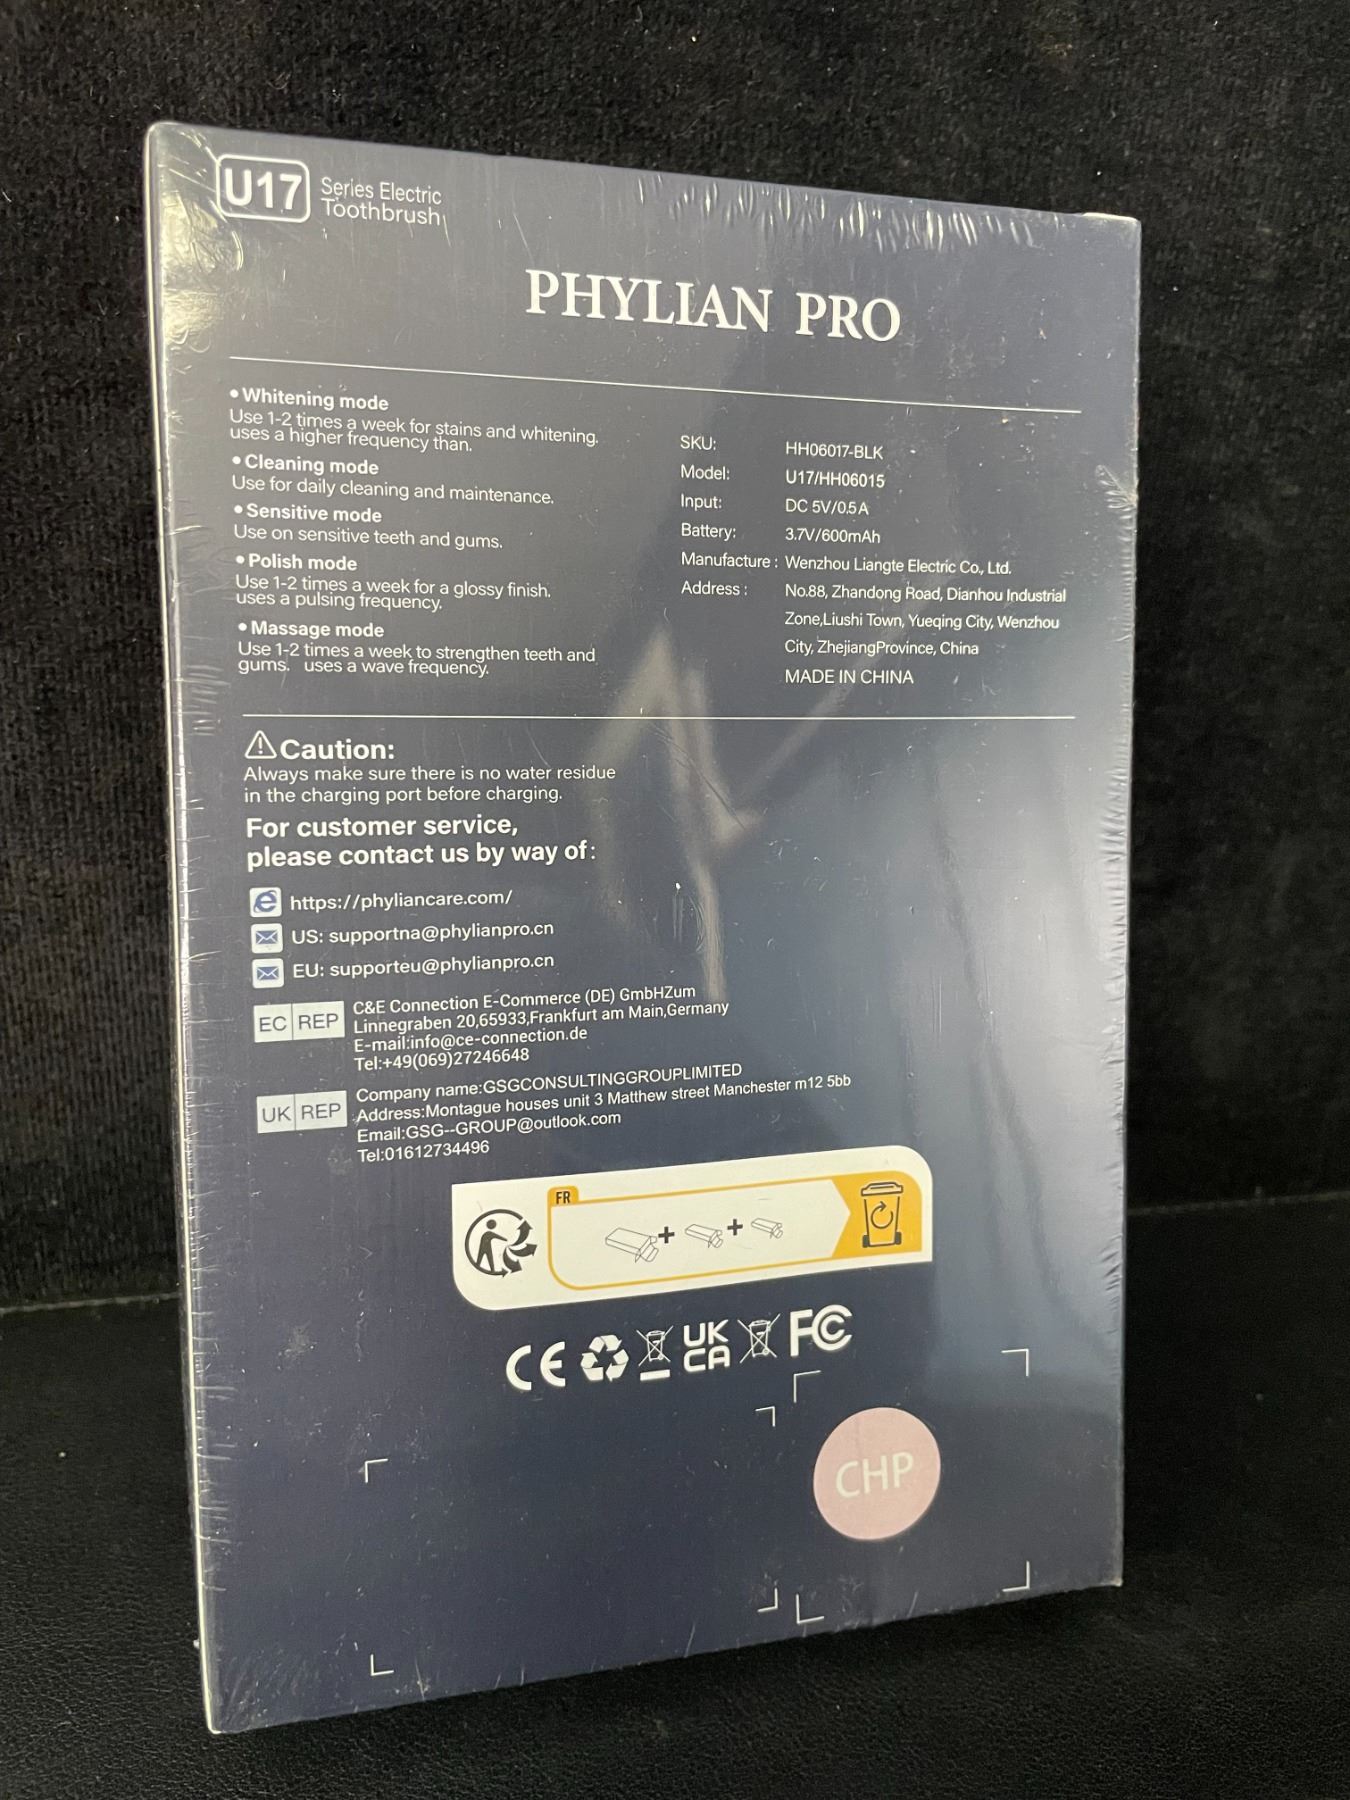 U17
Series Electric
Toothbrush
PHYLIAN PRO
• Whitening mode
Use 1-2 times a week for stains and whitening.
uses a higher frequency than.
• Cleaning mode
Use for daily cleaning and maintenance.
• Sensitive mode
Use on sensitive teeth and gums.
• Polish mode
Use 1-2 times a week for a glossy finish.
uses a pulsing frequency.
• Massage mode
Use 1-2 times a week to strengthen teeth and
gums. uses a wave frequency.
SKU: HH06017-BLK
Model: U17/HH06015
Input: DC 5V/0.5A
Battery: 3.7V/600mAh
Manufacture : Wenzhou Liangte Electric Co., Ltd.
Address : No.88, Zhandong Road, Dianhou Industrial
Zone,Liushi Town, Yueqing City, Wenzhou
City, ZhejiangProvince, China
MADE IN CHINA
Caution:
Always make sure there is no water residue
in the charging port before charging.
For customer service,
please contact us by way of:
https://phyliancare.com/
US: supportna@phylianpro.cn
EU: supporteu@phylianpro.cn
EC REP
C&E Connection E-Commerce (DE) GmbHZum
Linnegraben 20,65933,Frankfurt am Main,Germany
E-mail:info@ce-connection.de
Tel:+49(069)27246648
UK REP
Company name:GSGCONSULTINGGROUPLIMITED
Address:Montague houses unit 3 Matthew street Manchester m12 5bb
Email:GSG--GROUP@outlook.com
Tel:01612734496
FR
+ +
CE UK CA FC
CHP